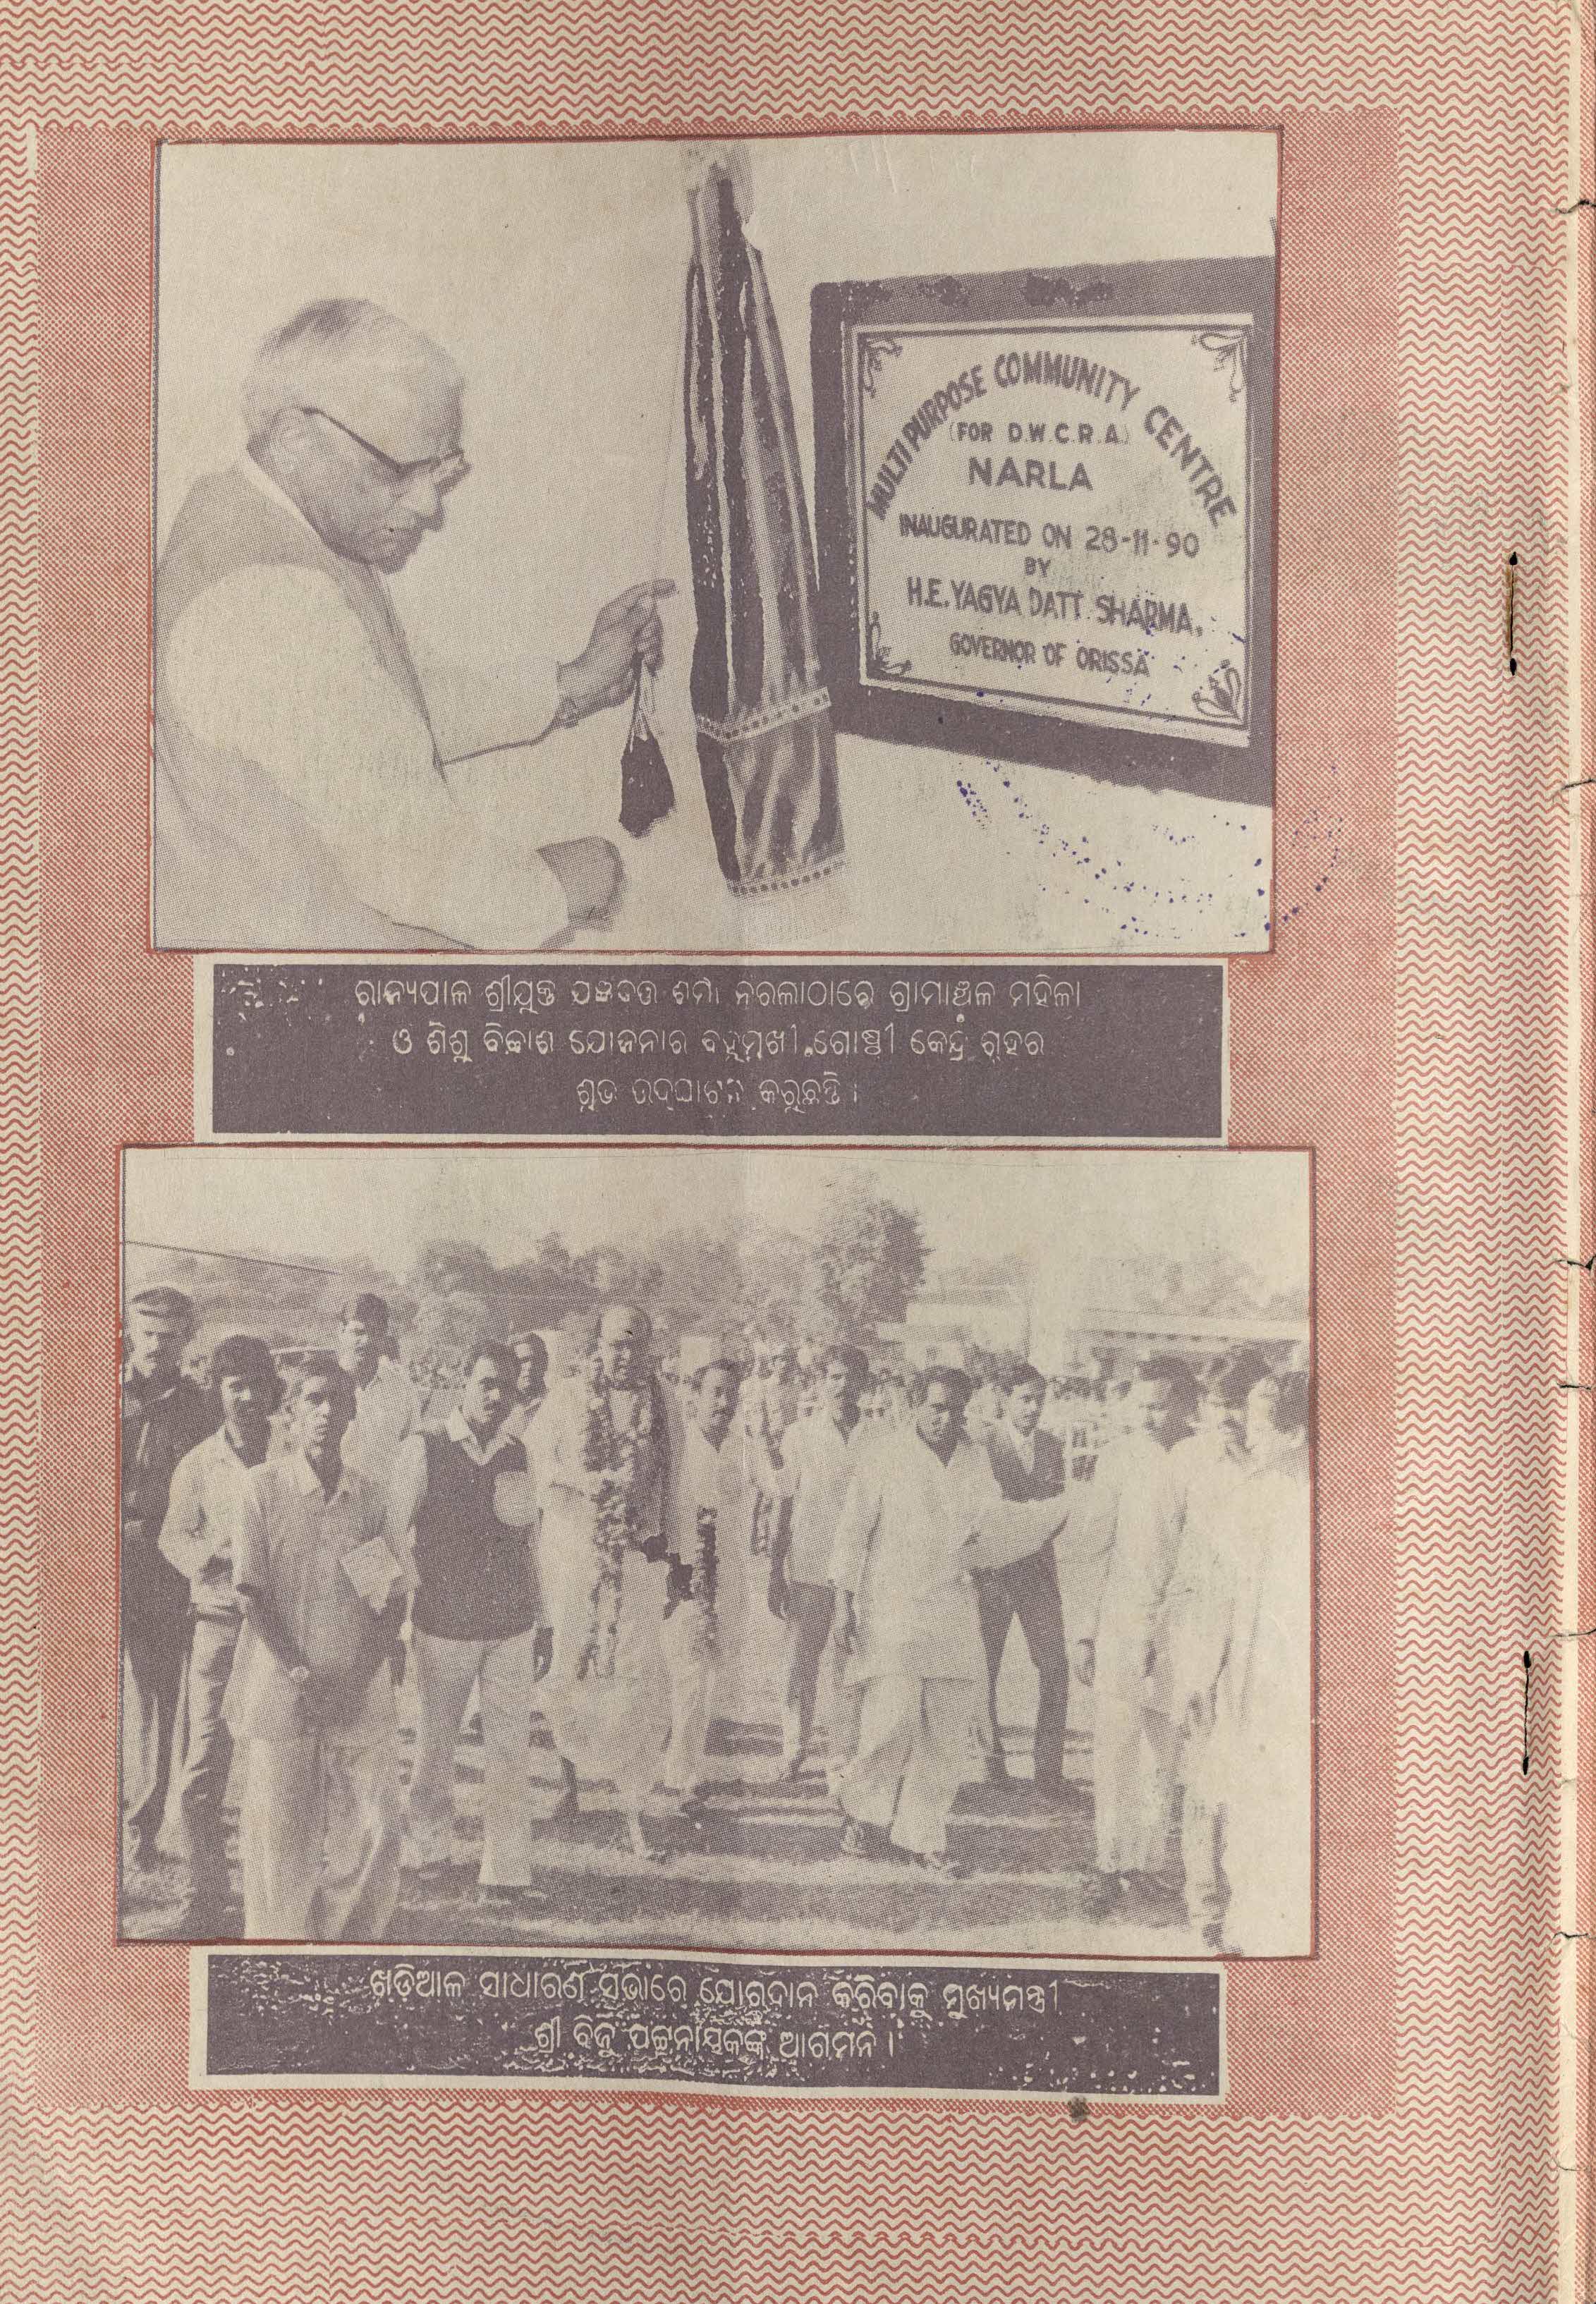 MULTI PURPOSE COMMUNITY CENTRE
(FOR D.W.C.R.A.)
NARLA
INAUGURATED ON 28-11-90
BY
H.E. YAGYA DATT SHARMA,
GOVERNOR OF ORISSA
ରାଜ୍ୟପାଳ ଶ୍ରୀଯୁକ୍ତ ଯଜ୍ଞଦତ୍ତ ଶର୍ମା ନରଲାଠାରେ ଗ୍ରାମାଞ୍ଚଳ ମହିଳା
ଓ ଶିଶୁ ବିକାଶ ଯୋଜନାର ବହୁମୁଖୀ ଗୋଷ୍ଠୀ କେନ୍ଦ୍ର ଗୃହର
ଶୁଭ ଉଦ୍‌ଘାଟନ କରୁଛନ୍ତି ।
ଖଡ଼ିଆଳ ସାଧାରଣ ସଭାରେ ଯୋଗଦାନ କରିବାକୁ ମୁଖ୍ୟମନ୍ତ୍ରୀ
ଶ୍ରୀ ବିଜୁ ପଟ୍ଟନାୟକଙ୍କ ଆଗମନ ।